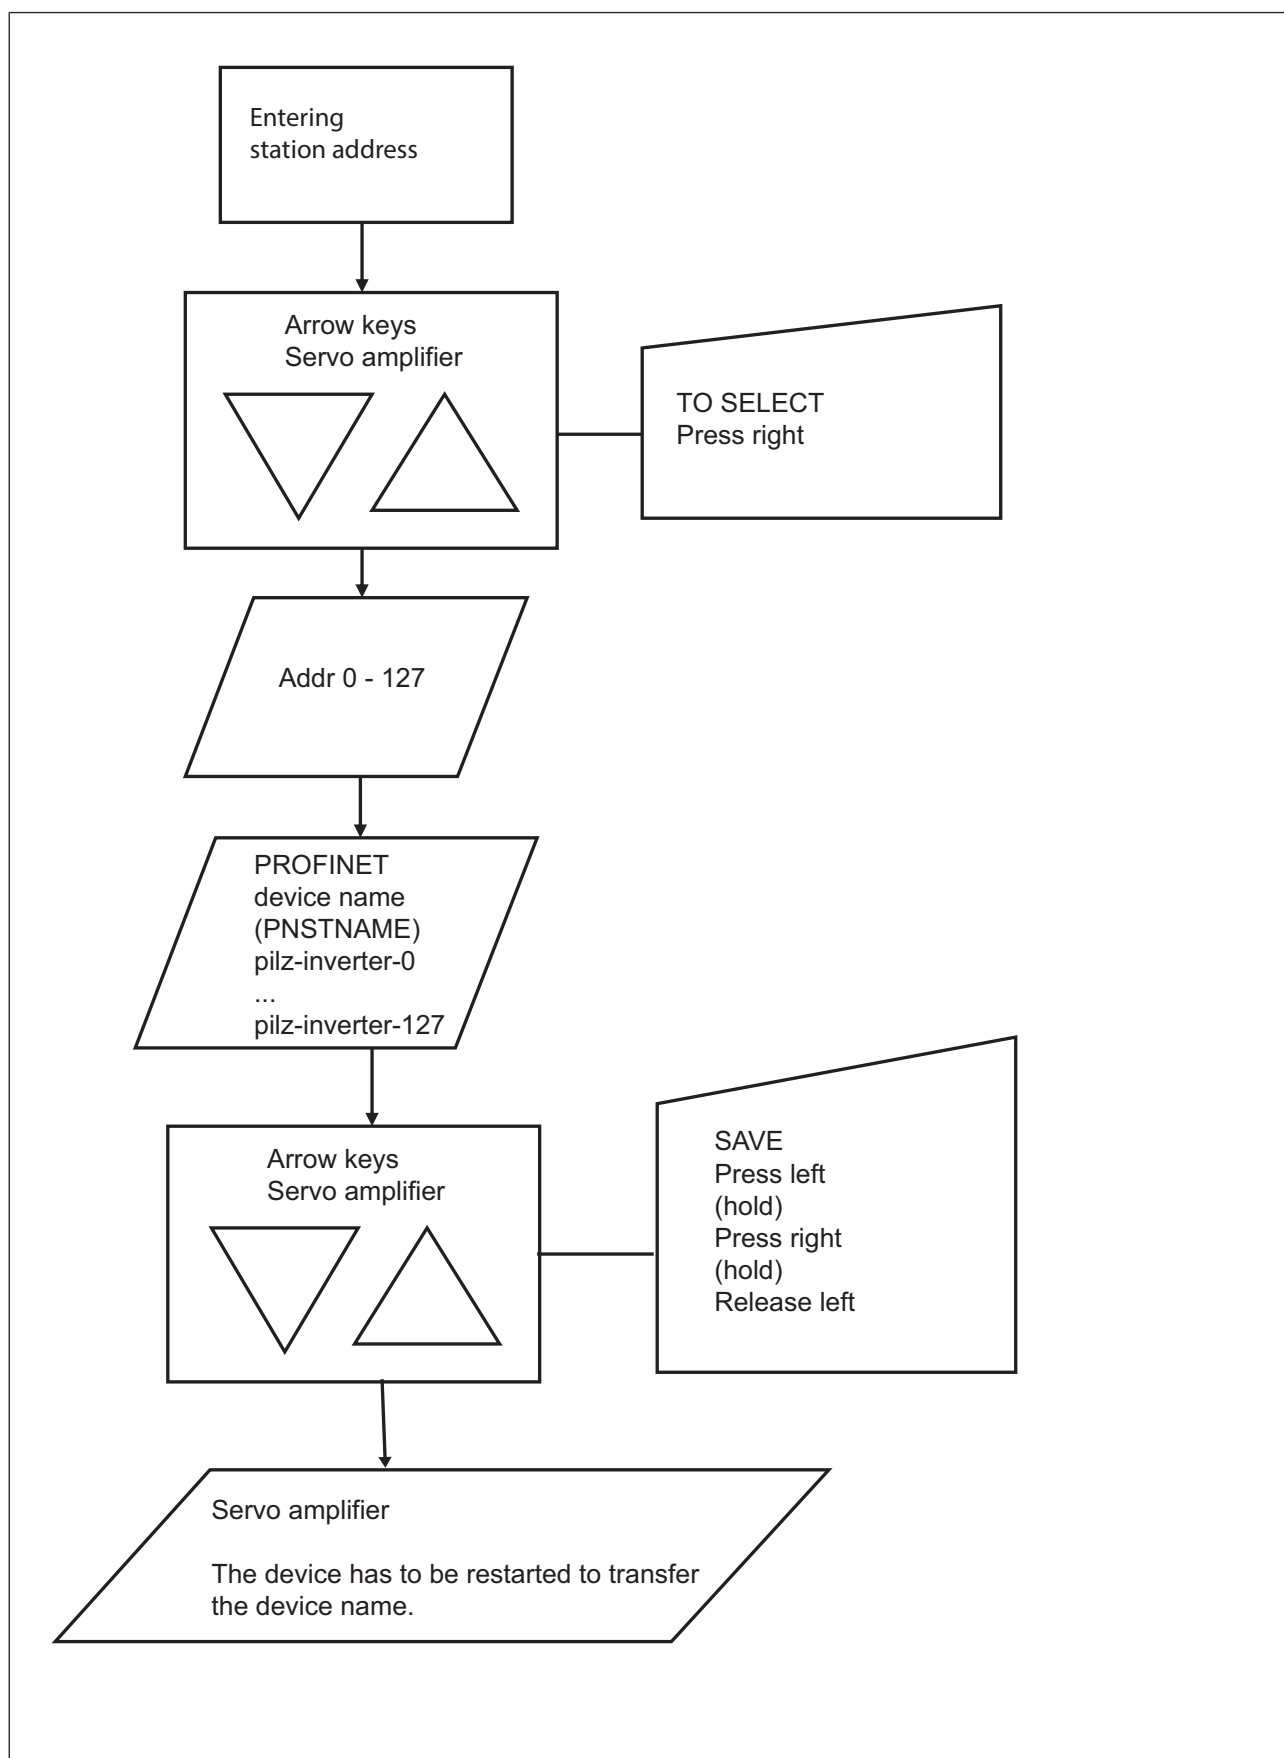 Entering
station address
Arrow keys
Servo amplifier
TO SELECT
Press right
Addr 0 - 127
PROFINET
device name
(PNSTNAME)
pilz-inverter-0
...
pilz-inverter-127
Arrow keys
Servo amplifier
SAVE
Press left
(hold)
Press right
(hold)
Release left
Servo amplifier
The device has to be restarted to transfer
the device name.